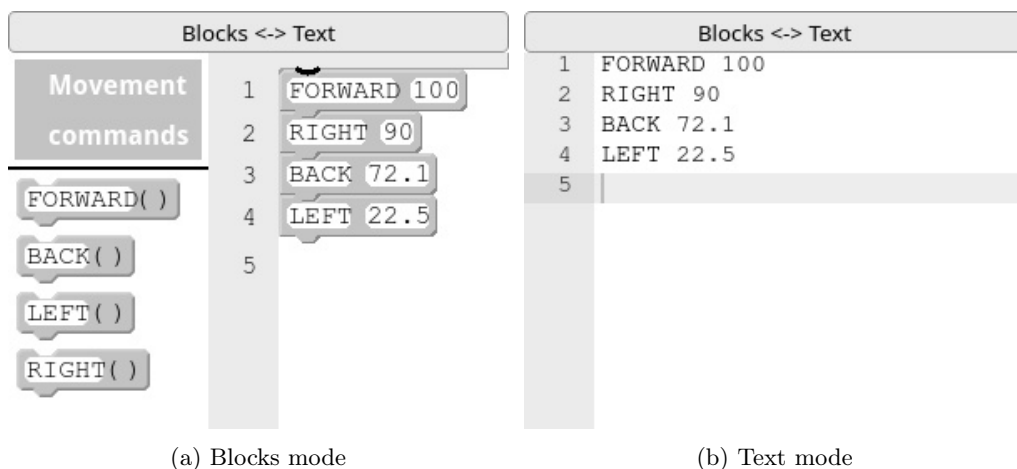 Blocks <-> Text
Movement
commands
FORWARD()
BACK()
LEFT()
RIGHT()
1 FORWARD 100
2 RIGHT 90
3 BACK 72.1
4 LEFT 22.5
5
(a) Blocks mode
Blocks <-> Text
1 FORWARD 100
2 RIGHT 90
3 BACK 72.1
4 LEFT 22.5
5
(b) Text mode